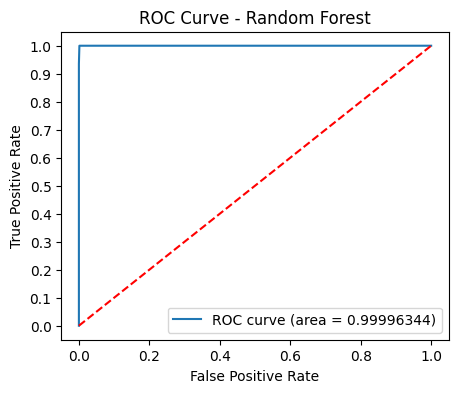 ROC Curve - Random Forest
True Positive Rate
1.0
0.9
0.8
0.7
0.6
0.5
0.4
0.3
0.2
0.1
0.0
ROC curve (area = 0.99996344)
0.0 0.2 0.4 0.6 0.8 1.0
False Positive Rate